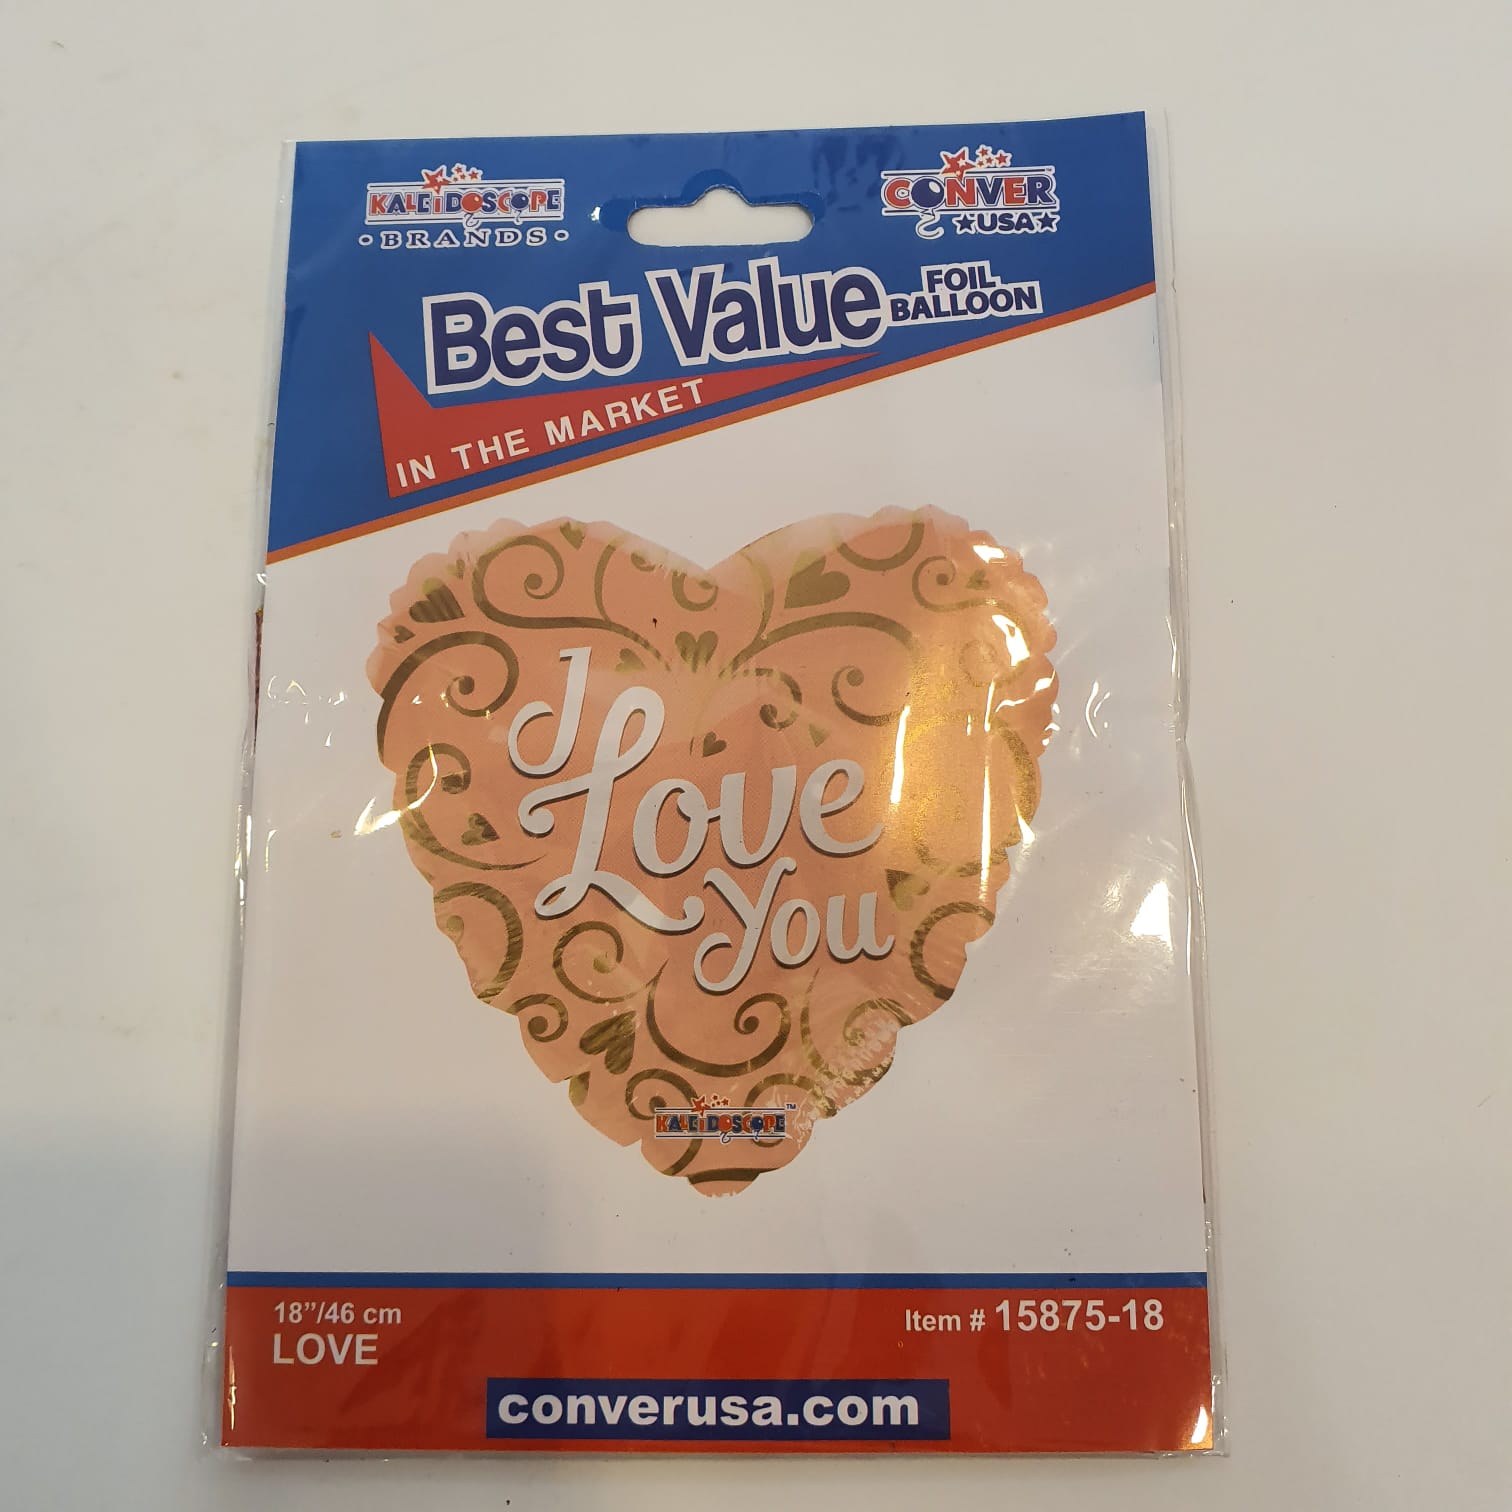 KALEIDOSCOPE
• BRANDS •
CONVER
★USA★
Best Value
FOIL
BALLOON
IN THE MARKET
I
Love
You
KALEIDOSCOPE™
18”/46 cm
LOVE
Item # 15875-18
converusa.com